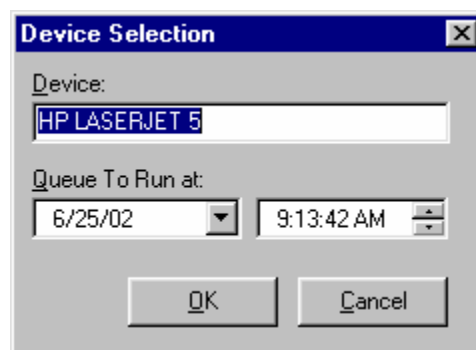 Device Selection
Device:
HP LASERJET 5
Queue To Run at:
6/25/02 9:13:42 AM
OK Cancel